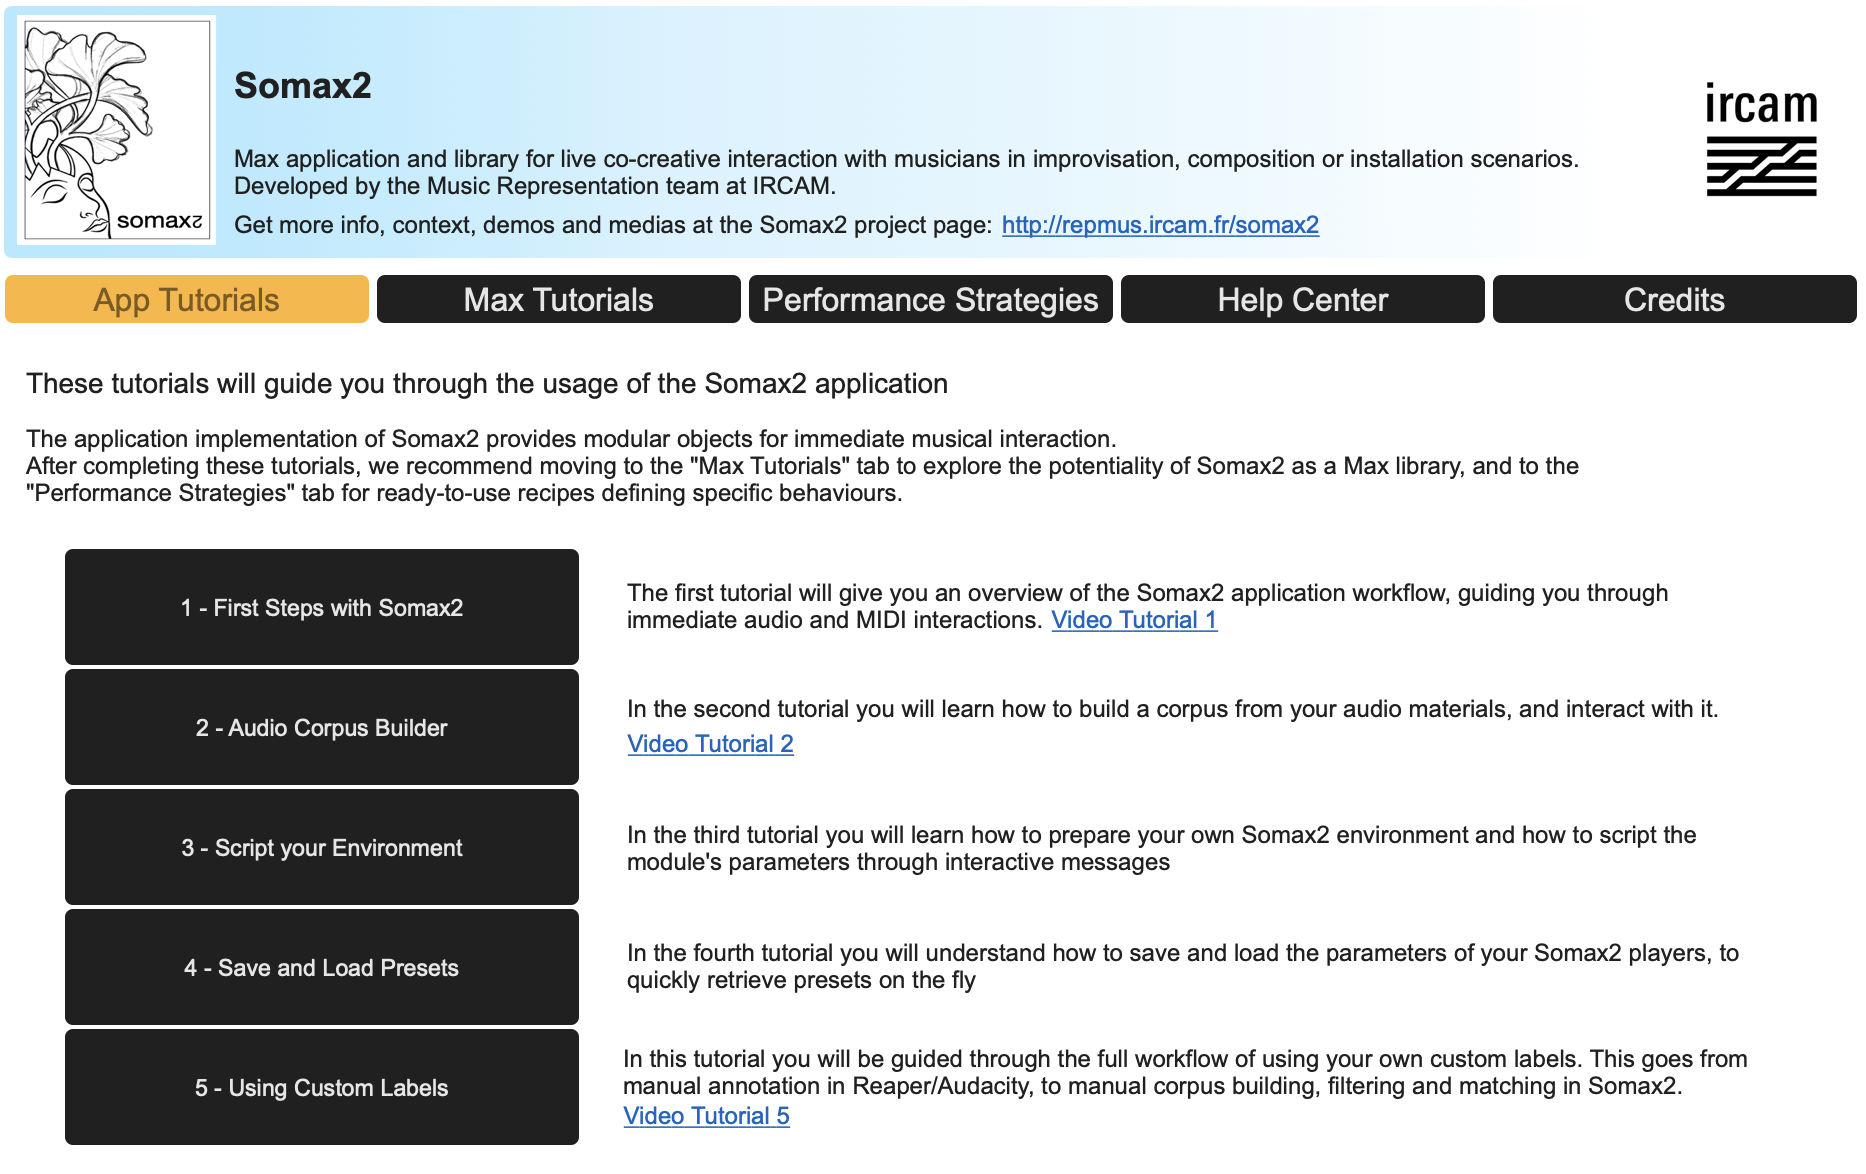 somax2
Somax2
Max application and library for live co-creative interaction with musicians in improvisation, composition or installation scenarios.
Developed by the Music Representation team at IRCAM.
Get more info, context, demos and medias at the Somax2 project page: http://repmus.ircam.fr/somax2
ircam
App Tutorials
Max Tutorials
Performance Strategies
Help Center
Credits
These tutorials will guide you through the usage of the Somax2 application
The application implementation of Somax2 provides modular objects for immediate musical interaction.
After completing these tutorials, we recommend moving to the "Max Tutorials" tab to explore the potentiality of Somax2 as a Max library, and to the
"Performance Strategies" tab for ready-to-use recipes defining specific behaviours.
1 - First Steps with Somax2
The first tutorial will give you an overview of the Somax2 application workflow, guiding you through
immediate audio and MIDI interactions. Video Tutorial 1
2 - Audio Corpus Builder
In the second tutorial you will learn how to build a corpus from your audio materials, and interact with it.
Video Tutorial 2
3 - Script your Environment
In the third tutorial you will learn how to prepare your own Somax2 environment and how to script the
module's parameters through interactive messages
4 - Save and Load Presets
In the fourth tutorial you will understand how to save and load the parameters of your Somax2 players, to
quickly retrieve presets on the fly
5 - Using Custom Labels
In this tutorial you will be guided through the full workflow of using your own custom labels. This goes from
manual annotation in Reaper/Audacity, to manual corpus building, filtering and matching in Somax2.
Video Tutorial 5